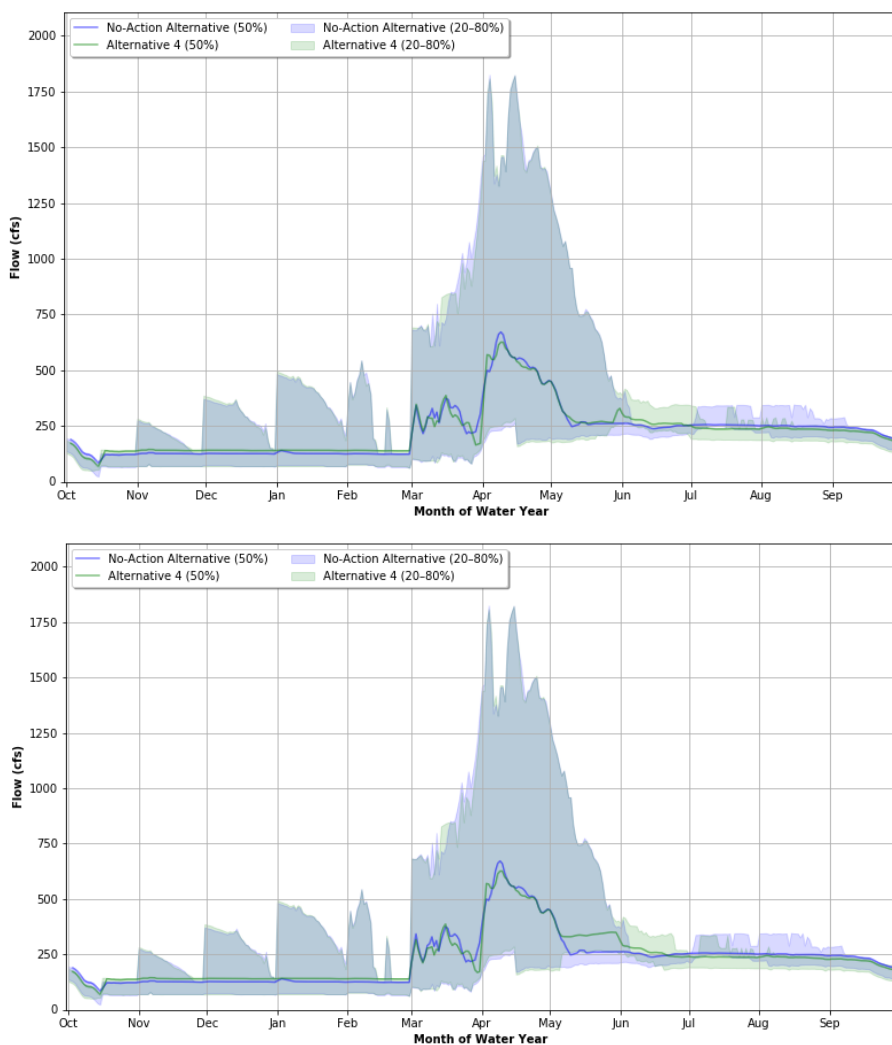 No-Action Alternative (50%) No-Action Alternative (20–80%)
Alternative 4 (50%) Alternative 4 (20–80%)
2000
1750
1500
1250
1000
750
500
250
0
Flow (cfs)
Oct Nov Dec Jan Feb Mar Apr May Jun Jul Aug Sep
Month of Water Year
No-Action Alternative (50%) No-Action Alternative (20–80%)
Alternative 4 (50%) Alternative 4 (20–80%)
2000
1750
1500
1250
1000
750
500
250
0
Flow (cfs)
Oct Nov Dec Jan Feb Mar Apr May Jun Jul Aug Sep
Month of Water Year